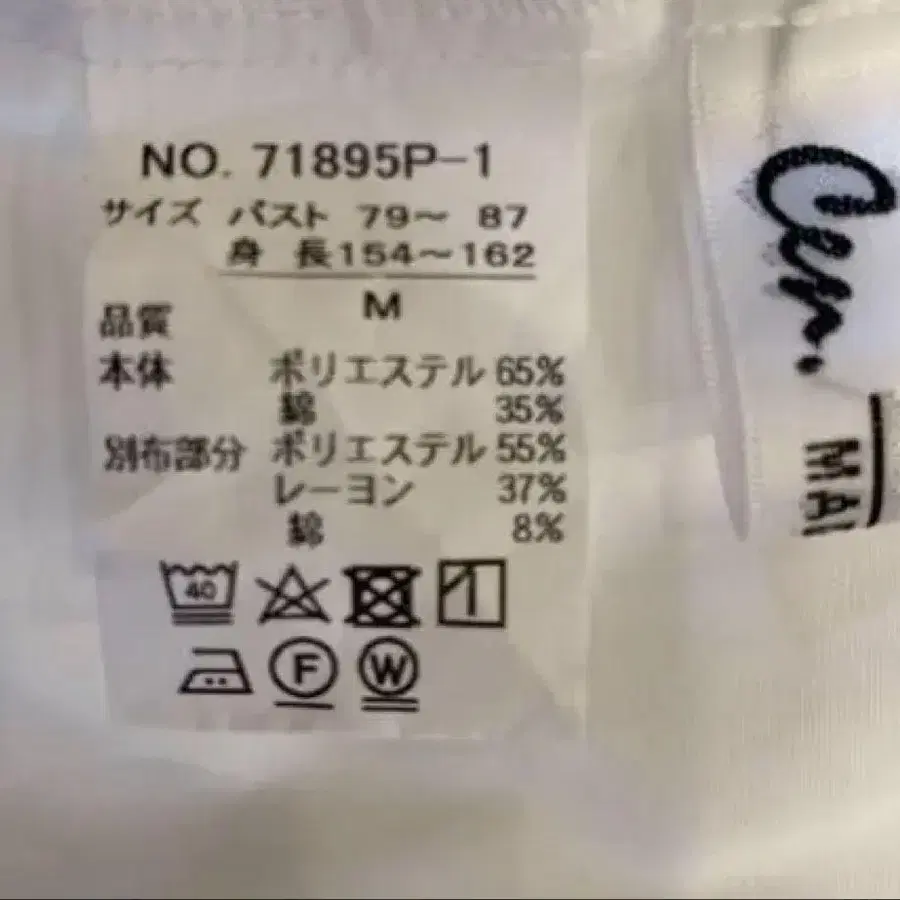 NO. 71895P-1
サイズ バスト 79〜 87
身 長154〜162
M
品質
本体 ポリエステル 65%
綿 35%
別布部分 ポリエステル 55%
レーヨン 37%
綿 8%
40
F W